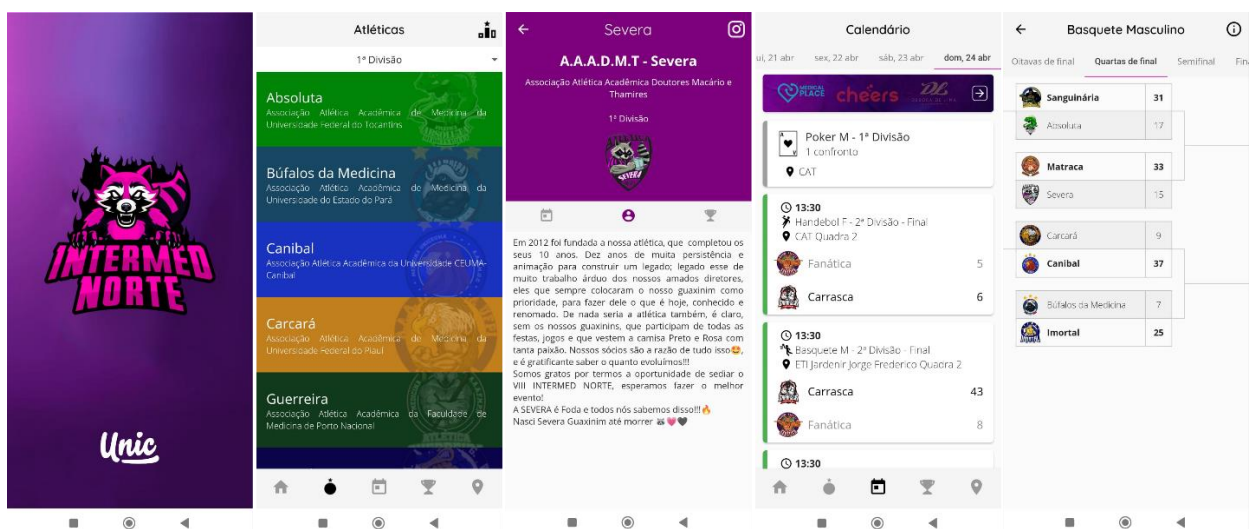 INTERMED
NORTE
Unic
Atléticas
1ª Divisão
Absoluta
Associação Atlética Acadêmica de Medicina da
Universidade Federal do Tocantins
Búfalos da Medicina
Associação Atlética Acadêmica de Medicina da
Universidade do Estado do Pará
Canibal
Associação Atlética Acadêmica da Universidade CEUMA-
Canibal
Carcará
Associação Atlética Acadêmica de Medicina da
Universidade Federal do Piauí
Guerreira
Associação Atlética Acadêmica da Faculdade de
Medicina de Porto Nacional
Severa
A.A.A.D.M.T - Severa
Associação Atlética Acadêmica Doutores Macário e
Thamires
1ª Divisão
SEVERA
Em 2012 foi fundada a nossa atlética, que completou os
seus 10 anos. Dez anos de muita persistência e
animação para construir um legado; legado esse de
muito trabalho árduo dos nossos amados diretores,
eles que sempre colocaram o nosso guaxinim como
prioridade, para fazer dele o que é hoje, conhecido e
renomado. De nada seria a atlética também, é claro,
sem os nossos guaxinins, que participam de todas as
festas, jogos e que vestem a camisa Preto e Rosa com
tanta paixão. Nossos sócios são a razão de tudo isso🤩,
e é gratificante saber o quanto evoluímos!!!
Somos gratos por termos a oportunidade de sediar o
VIII INTERMED NORTE, esperamos fazer o melhor
evento!
A SEVERA é Foda e todos nós sabemos disso!!!🔥
Nasci Severa Guaxinim até morrer 🦝💗🖤
Calendário
ui, 21 abr sex, 22 abr sáb, 23 abr dom, 24 abr
MEDICAL PLACE cheers DL
Poker M - 1ª Divisão
1 confronto
CAT
13:30
Handebol F - 2ª Divisão - Final
CAT Quadra 2
Fanática 5
Carrasca 6
13:30
Basquete M - 2ª Divisão - Final
ETI Jardenir Jorge Frederico Quadra 2
Carrasca 43
Fanática 8
13:30
Basquete Masculino
Oitavas de final Quartas de final Semifinal Fin
Sanguinária 31
Absoluta 17
Matraca 33
Severa 15
Carcará 9
Canibal 37
Búfalos da Medicina 7
Imortal 25